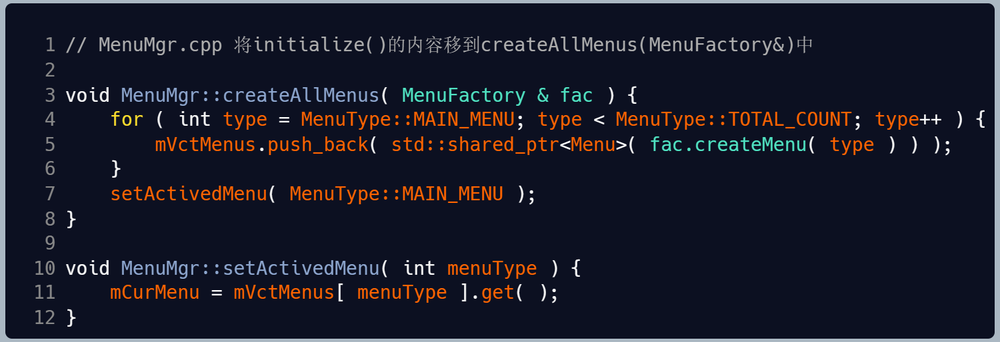 1 // MenuMgr.cpp 将initialize()的内容移到createAllMenus(MenuFactory&)中
2
3 void MenuMgr::createAllMenus( MenuFactory & fac ) {
4     for ( int type = MenuType::MAIN_MENU; type < MenuType::TOTAL_COUNT; type++ ) {
5         mVctMenus.push_back( std::shared_ptr<Menu>( fac.createMenu( type ) ) );
6     }
7     setActivedMenu( MenuType::MAIN_MENU );
8 }
9
10 void MenuMgr::setActivedMenu( int menuType ) {
11     mCurMenu = mVctMenus[ menuType ].get( );
12 }